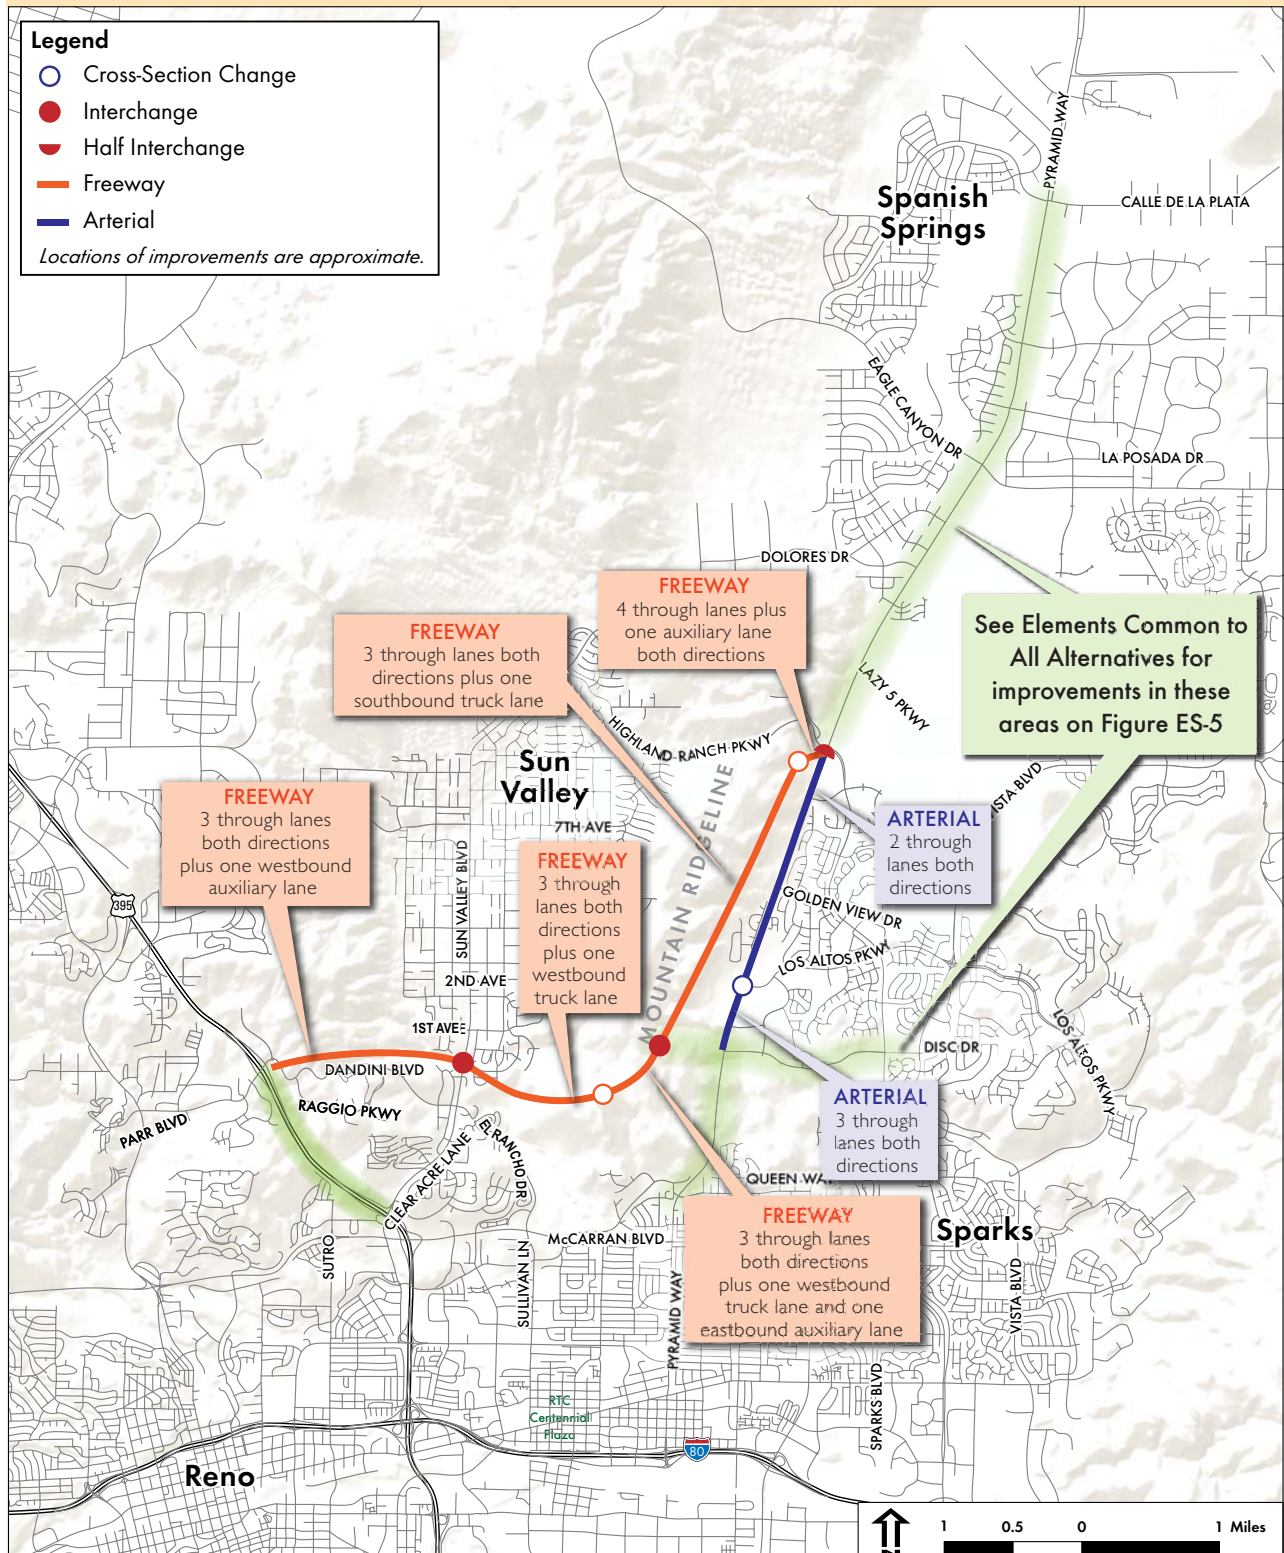 Legend
Cross-Section Change
Interchange
Half Interchange
Freeway
Arterial
Locations of improvements are approximate.
PYRAMID WAY
Spanish
Springs
CALLE DE LA PLATA
EAGLE CANYON DR
LA POSADA DR
DOLORES DR
FREEWAY
4 through lanes plus
one auxiliary lane
both directions
See Elements Common to
All Alternatives for
improvements in these
areas on Figure ES-5
FREEWAY
3 through lanes both
directions plus one
southbound truck lane
LAZY 5 PKWY
HIGHLAND RANCH PKWY
Sun
Valley
MOUNTAIN RIDGELINE
VISTA BLVD
FREEWAY
3 through lanes
both directions
plus one westbound
auxiliary lane
7TH AVE
ARTERIAL
2 through
lanes both
directions
FREEWAY
3 through
lanes both
directions
plus one
westbound
truck lane
SUN VALLEY BLVD
395
GOLDEN VIEW DR
LOS ALTOS PKWY
2ND AVE
1ST AVE
LOS ALTOS PKWY
DISC DR
DANDINI BLVD
RAGGIO PKWY
PARR BLVD
ARTERIAL
3 through
lanes both
directions
CLEAR ACRE LANE
EL RANCHO DR
QUEEN WAY
FREEWAY
3 through lanes
both directions
plus one westbound
truck lane and one
eastbound auxiliary lane
Sparks
McCARRAN BLVD
SUTRO
SULLIVAN LN
PYRAMID WAY
VISTA BLVD
SPARKS BLVD
RTC
Centennial
Plaza
80
Reno
1 0.5 0 1 Miles